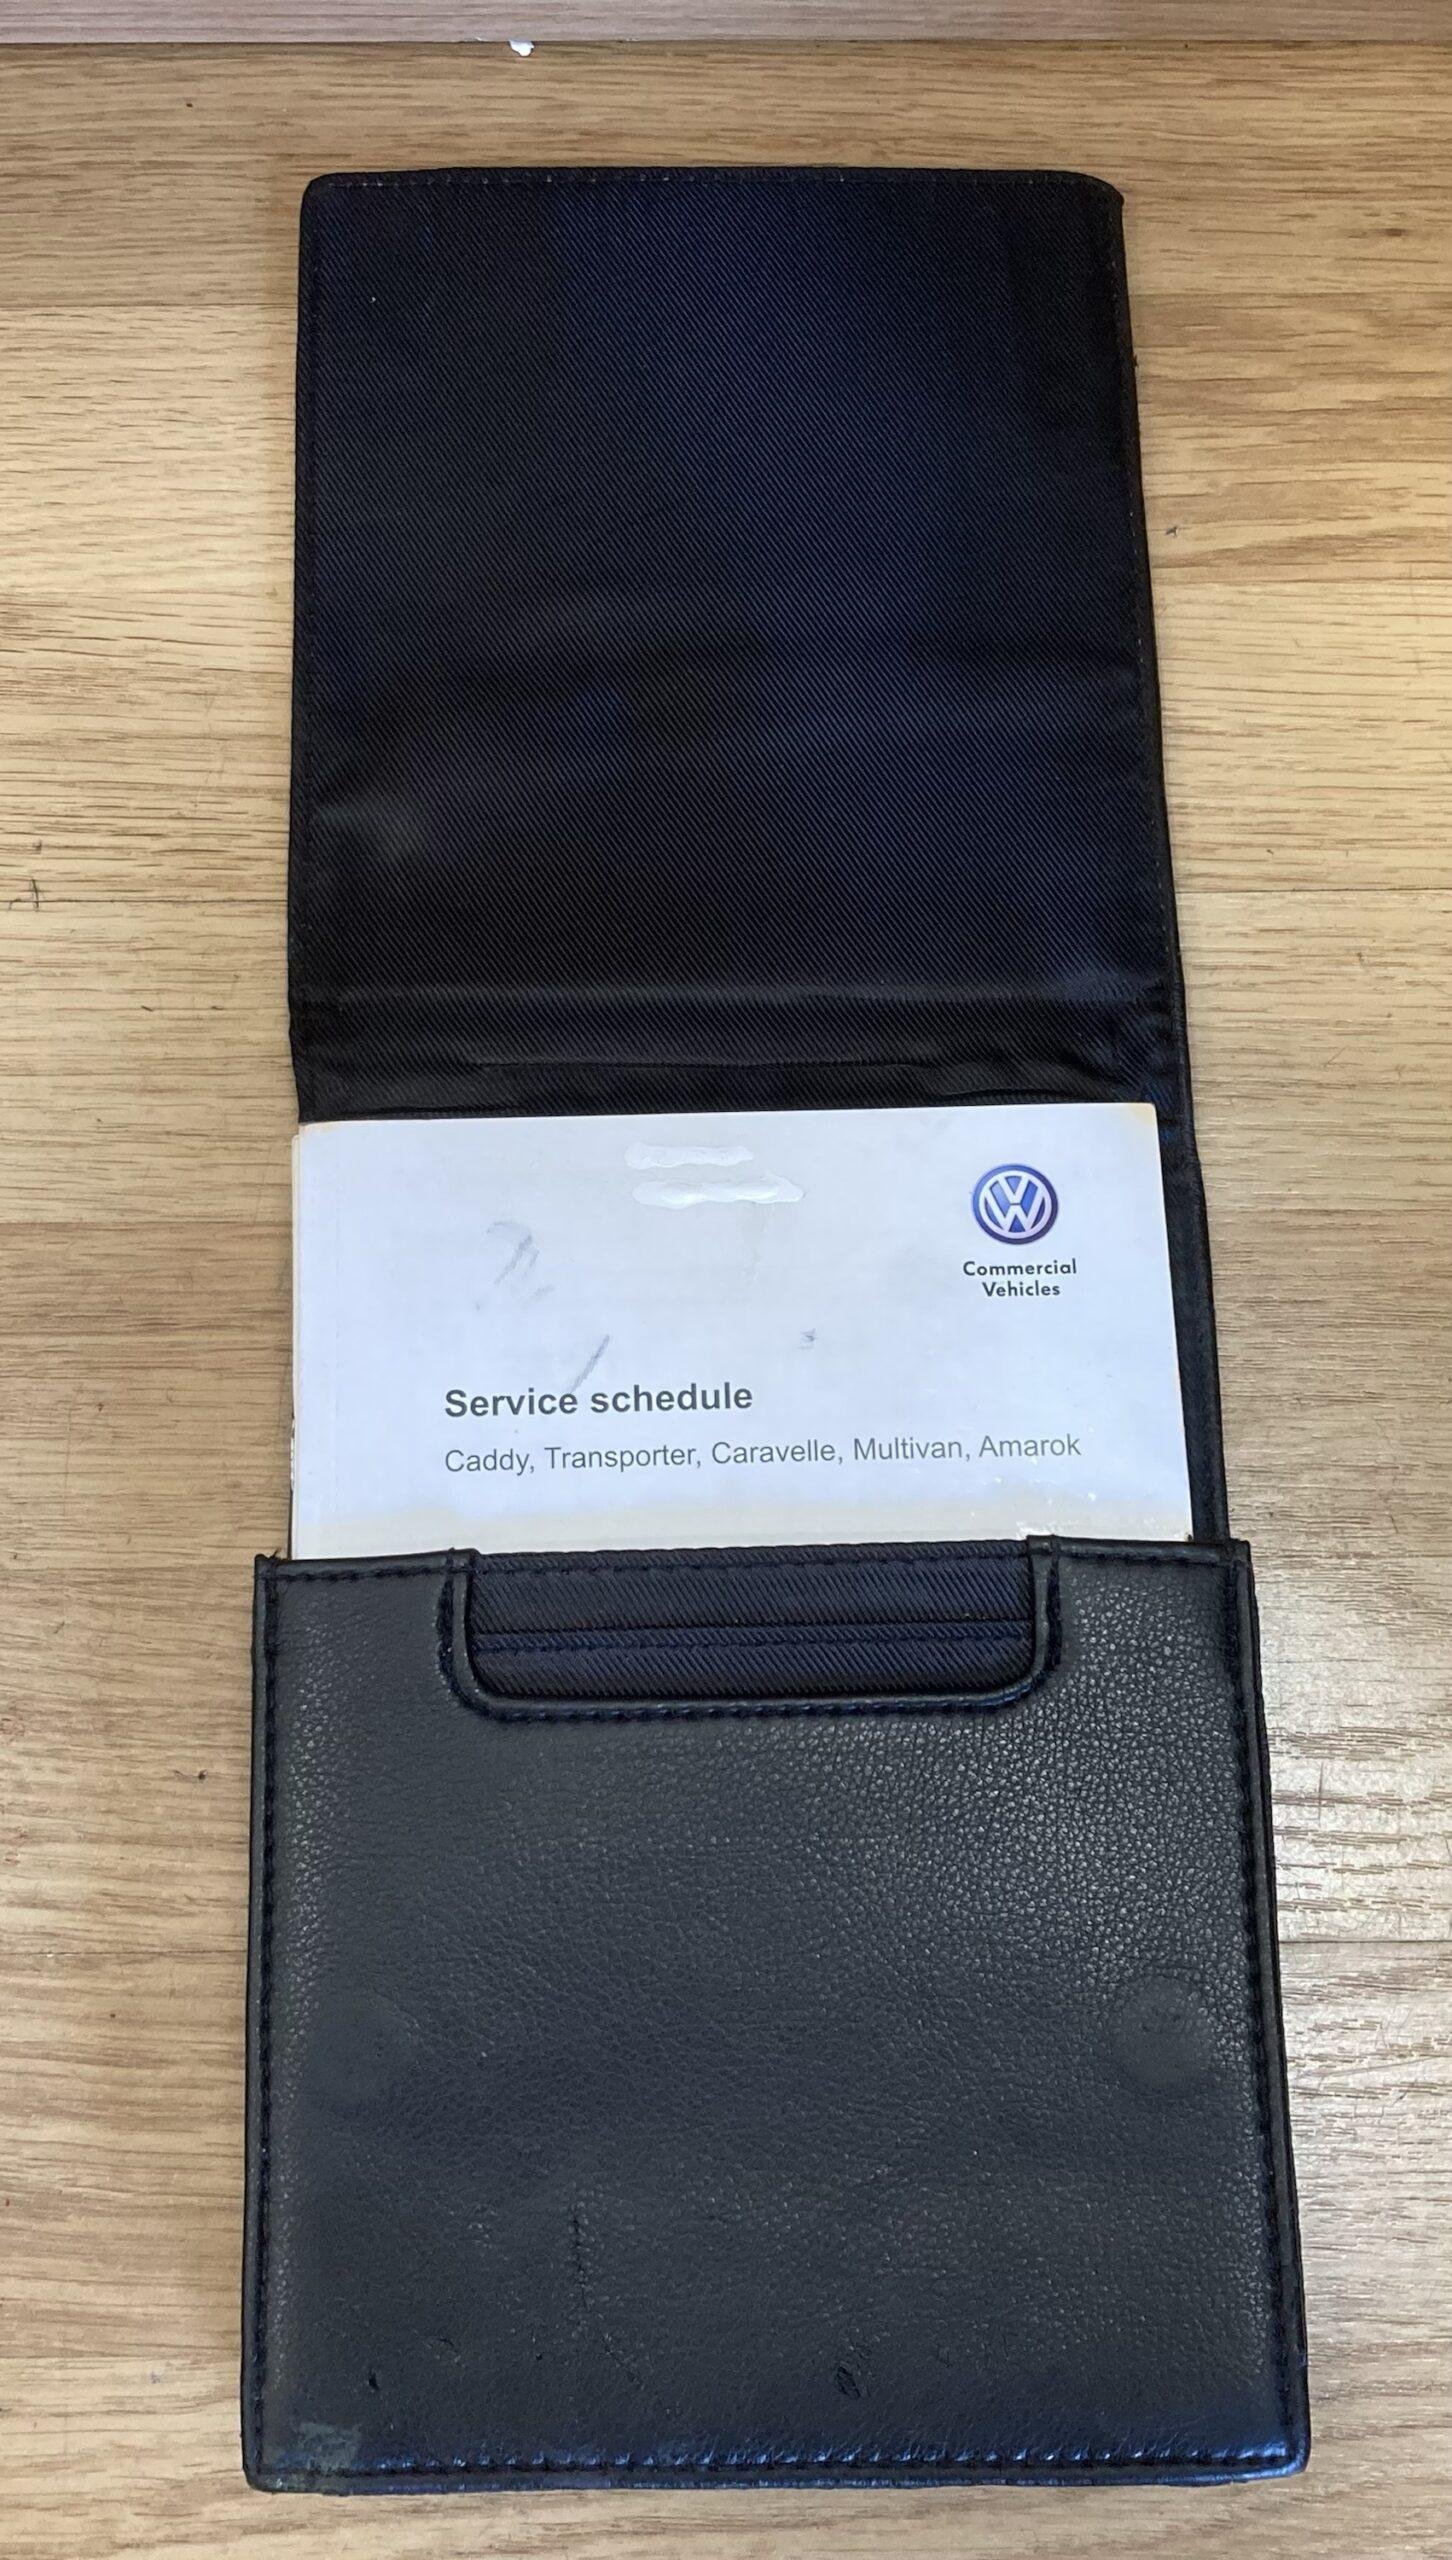 Commercial
Vehicles
Service schedule
Caddy, Transporter, Caravelle, Multivan, Amarok